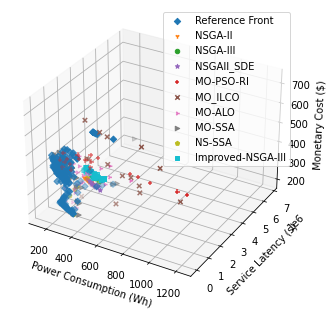 Reference Front
NSGA-II
NSGA-III
NSGAII_SDE
MO-PSO-RI
MO_ILCO
MO-ALO
MO-SSA
NS-SSA
Improved-NSGA-III
700
600
500
400
300
200
Monetary Cost ($)
7
6
5
4
3
2
1
0
1e6
Service Latency (s)
200
400
600
800
1000
1200
Power Consumption (Wh)